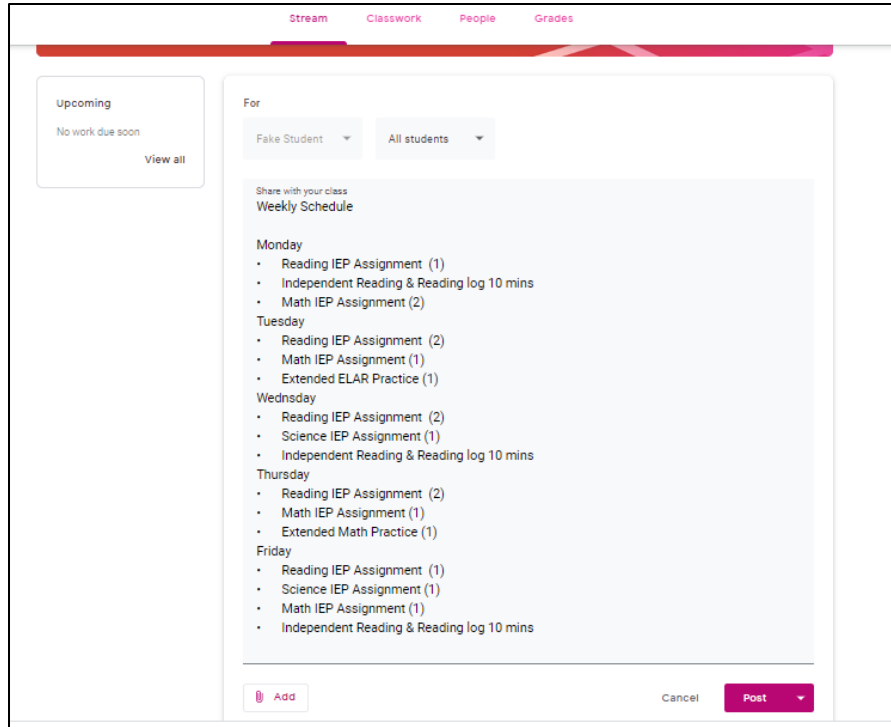 Stream Classwork People Grades
Upcoming
No work due soon
View all
For
Fake Student All students
Share with your class
Weekly Schedule
Monday
• Reading IEP Assignment (1)
• Independent Reading & Reading log 10 mins
• Math IEP Assignment (2)
Tuesday
• Reading IEP Assignment (2)
• Math IEP Assignment (1)
• Extended ELAR Practice (1)
Wednsday
• Reading IEP Assignment (2)
• Science IEP Assignment (1)
• Independent Reading & Reading log 10 mins
Thursday
• Reading IEP Assignment (2)
• Math IEP Assignment (1)
• Extended Math Practice (1)
Friday
• Reading IEP Assignment (1)
• Science IEP Assignment (1)
• Math IEP Assignment (1)
• Independent Reading & Reading log 10 mins
Add Cancel Post